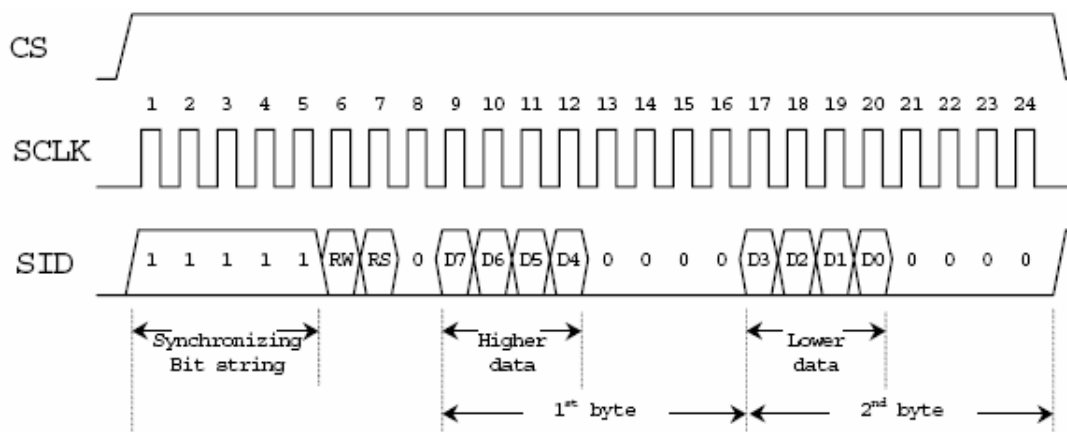 CS
1 2 3 4 5 6 7 8 9 10 11 12 13 14 15 16 17 18 19 20 21 22 23 24
SCLK
SID 1 1 1 1 1 RW RS 0 D7 D6 D5 D4 0 0 0 0 D3 D2 D1 D0 0 0 0 0
Synchronizing Higher Lower
Bit string data data
1st byte 2nd byte